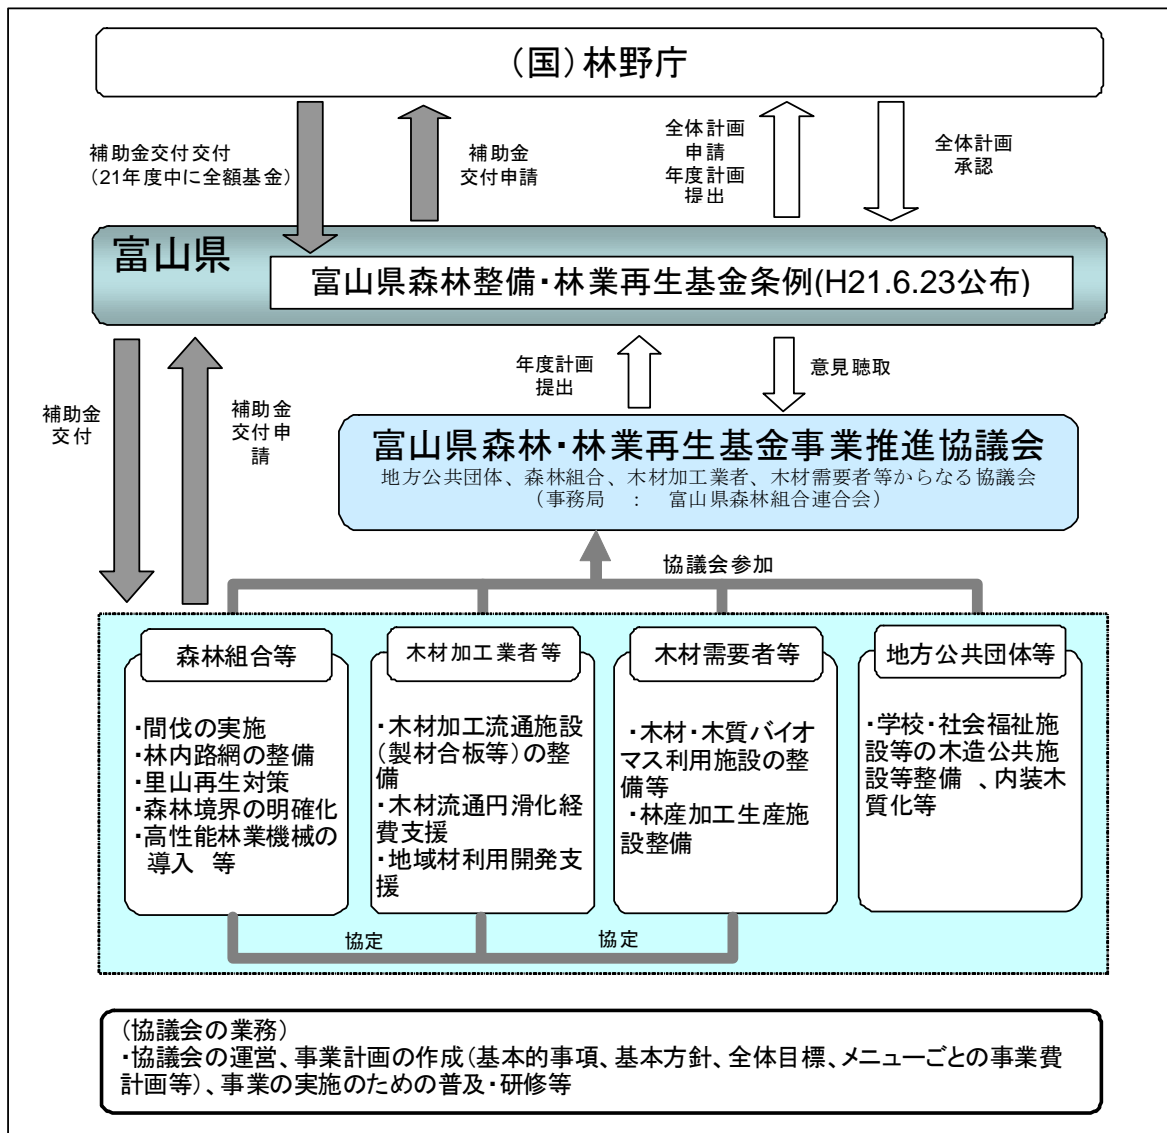 (国)林野庁
補助金交付交付
(21年度中に全額基金)
補助金
交付申請
全体計画
申請
年度計画
提出
全体計画
承認
富山県
富山県森林整備・林業再生基金条例(H21.6.23公布)
補助金
交付
補助金
交付申
請
年度計画
提出
意見聴取
富山県森林・林業再生基金事業推進協議会
地方公共団体、森林組合、木材加工業者、木材需要者等からなる協議会
(事務局 : 富山県森林組合連合会)
協議会参加
森林組合等
・間伐の実施
・林内路網の整備
・里山再生対策
・森林境界の明確化
・高性能林業機械の
導入 等
木材加工業者等
・木材加工流通施設
(製材合板等)の整
備
・木材流通円滑化経
費支援
・地域材利用開発支
援
木材需要者等
・木材・木質バイオ
マス利用施設の整
備等
・林産加工生産施
設整備
地方公共団体等
・学校・社会福祉施
設等の木造公共施
設等整備 、内装木
質化等
協定
協定
(協議会の業務)
・協議会の運営、事業計画の作成(基本的事項、基本方針、全体目標、メニューごとの事業費
計画等)、事業の実施のための普及・研修等